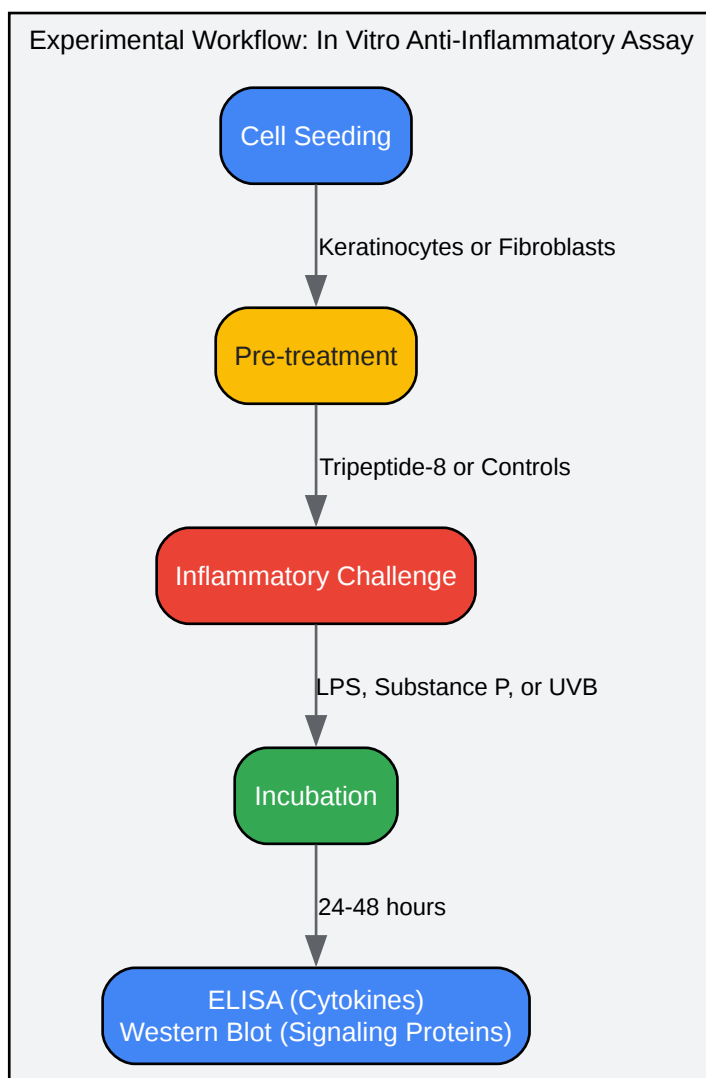 Experimental Workflow: In Vitro Anti-Inflammatory Assay
Cell Seeding
Keratinocytes or Fibroblasts
Pre-treatment
Tripeptide-8 or Controls
Inflammatory Challenge
LPS, Substance P, or UVB
Incubation
24-48 hours
ELISA (Cytokines)
Western Blot (Signaling Proteins)